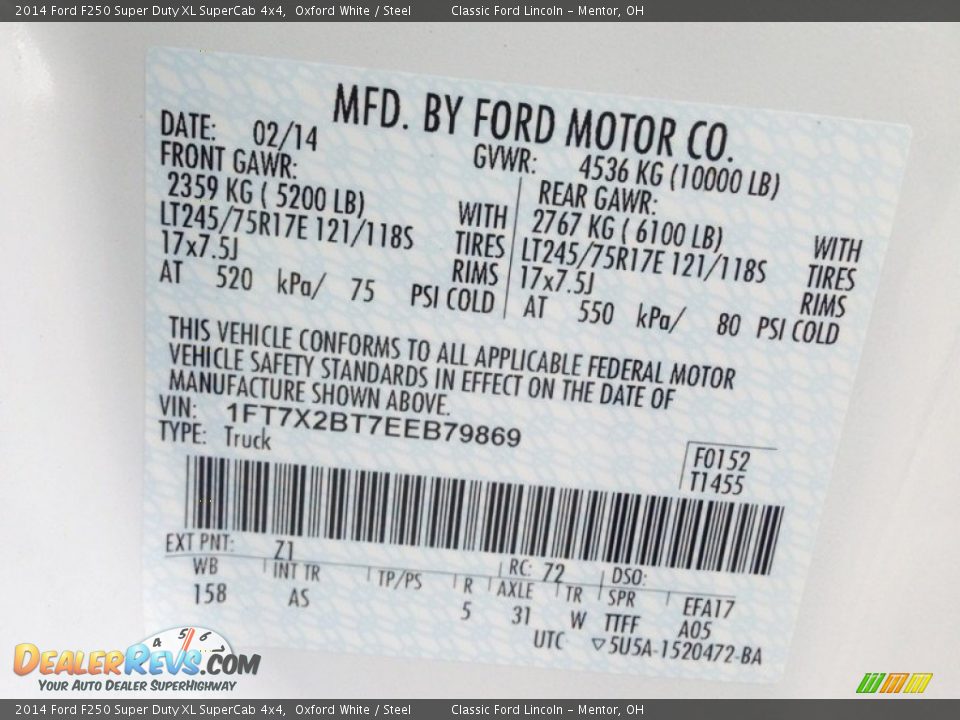 2014 Ford F250 Super Duty XL SuperCab 4x4, Oxford White / Steel Classic Ford Lincoln – Mentor, OH
MFD. BY FORD MOTOR CO.
DATE: 02/14 GVWR: 4536 KG (10000 LB)
FRONT GAWR: REAR GAWR:
2359 KG ( 5200 LB) WITH 2767 KG ( 6100 LB) WITH
LT245/75R17E 121/118S TIRES LT245/75R17E 121/118S TIRES
17x7.5J RIMS 17x7.5J RIMS
AT 520 kPa/ 75 PSI COLD AT 550 kPa/ 80 PSI COLD
THIS VEHICLE CONFORMS TO ALL APPLICABLE FEDERAL MOTOR
VEHICLE SAFETY STANDARDS IN EFFECT ON THE DATE OF
MANUFACTURE SHOWN ABOVE.
VIN: 1FT7X2BT7EEB79869
TYPE: Truck
F0152
T1455
EXT PNT: Z1 RC: 72 DSO:
WB INT TR TP/PS R AXLE TR SPR EFA17
158 AS 5 31 W TTFF A05
UTC ▽5U5A-1520472-BA
4 5 6
DEALERREVS.COM
YOUR AUTO DEALER SUPERHIGHWAY
2014 Ford F250 Super Duty XL SuperCab 4x4, Oxford White / Steel Classic Ford Lincoln – Mentor, OH